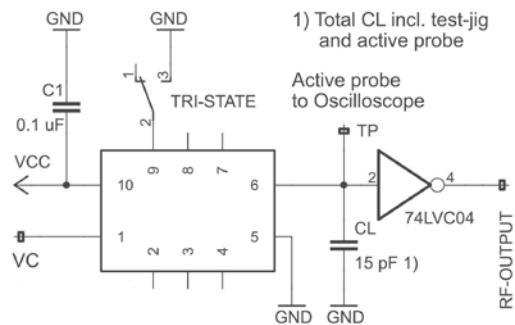 GND
GND
1) Total CL incl. test-jig
and active probe
1
3
C1
TRI-STATE
Active probe
to Oscilloscope
0.1 uF
2
TP
VCC
9
8
7
10
6
2
4
74LVC04
1
5
CL
VC
2
3
4
15 pF 1)
RF-OUTPUT
GND
GND